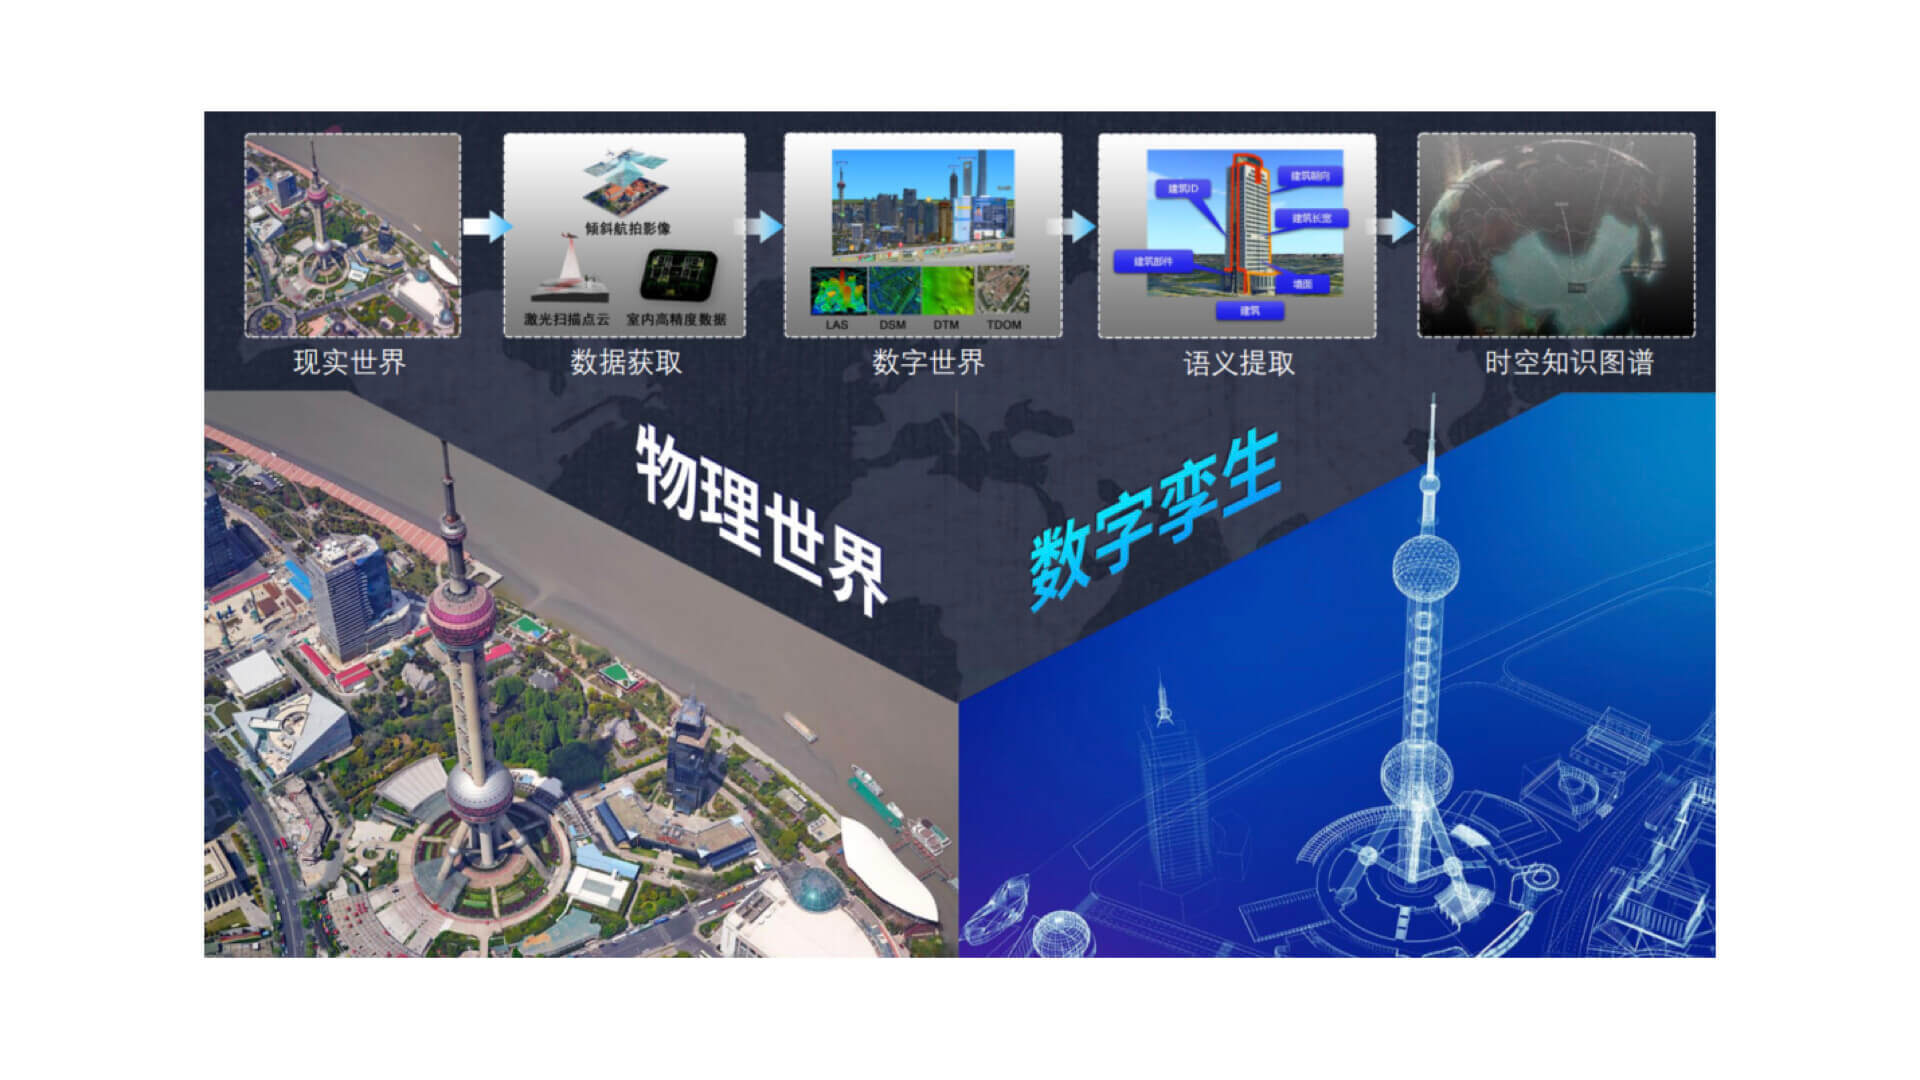 倾斜航拍影像
激光扫描点云
室内高精度数据
LAS
DSM
DTM
TDOM
建筑ID
建筑朝向
建筑长宽
建筑部件
墙面
建筑
现实世界
数据获取
数字世界
语义提取
时空知识图谱
物理世界
数字孪生